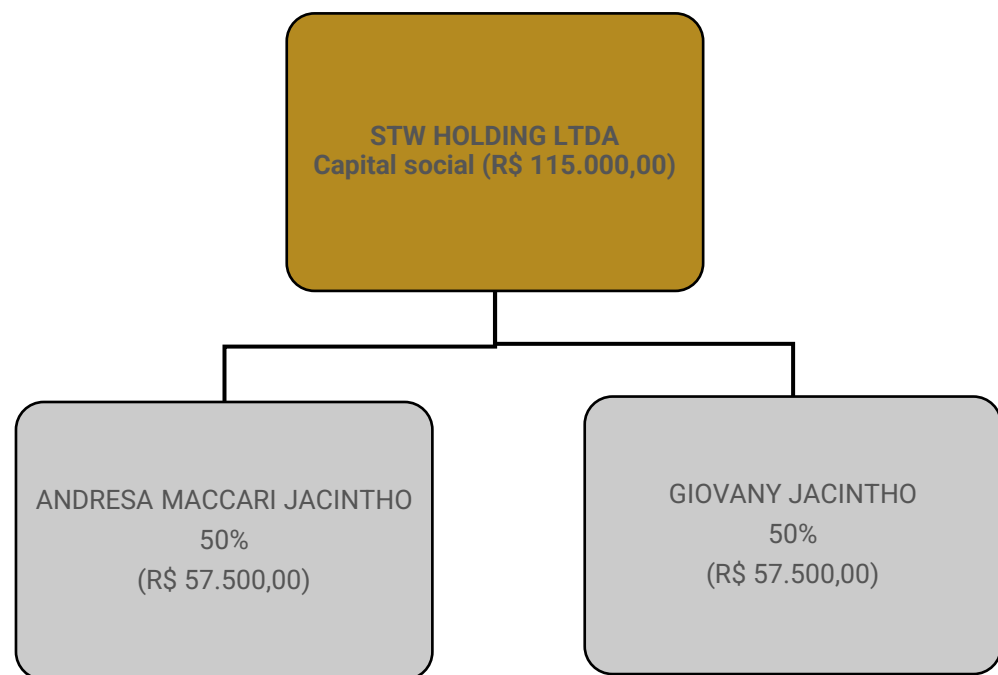 STW HOLDING LTDA
Capital social (R$ 115.000,00)
ANDRESA MACCARI JACINTHO
50%
(R$ 57.500,00)
GIOVANY JACINTHO
50%
(R$ 57.500,00)